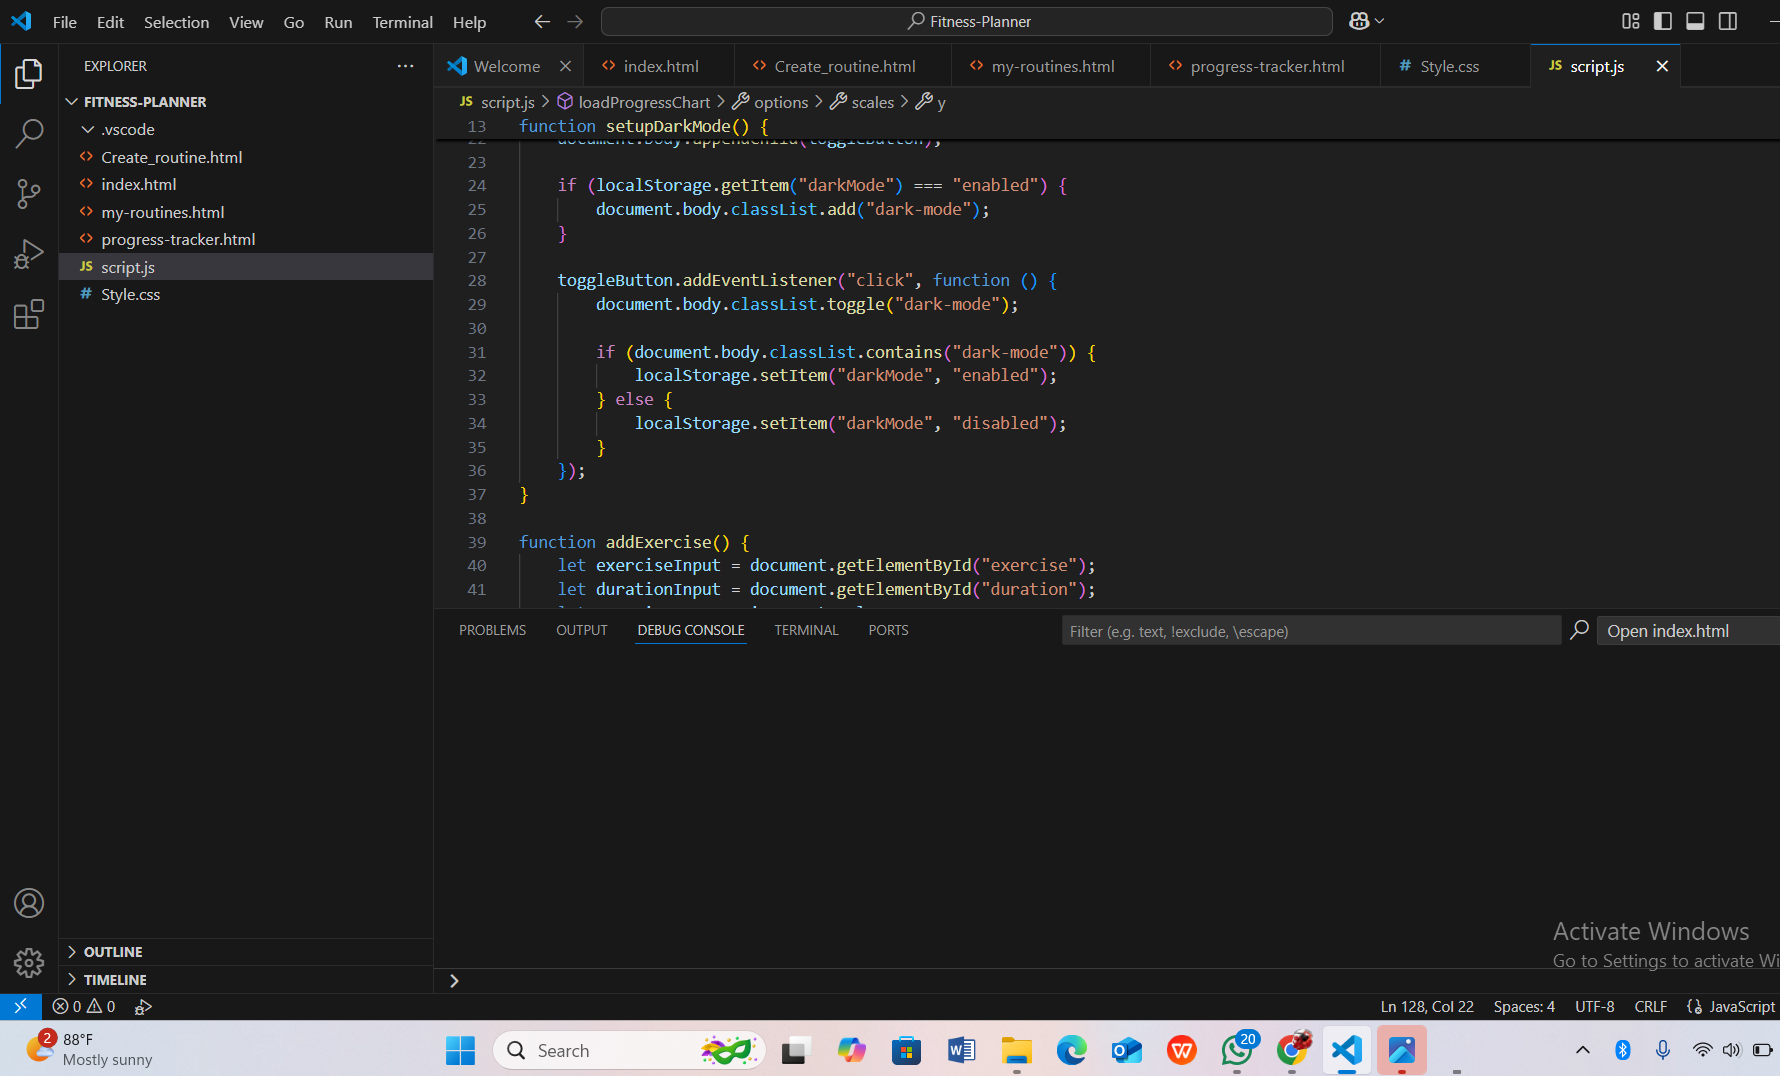 File Edit Selection View Go Run Terminal Help
Fitness-Planner
EXPLORER
FITNESS-PLANNER
.vscode
Create_routine.html
index.html
my-routines.html
progress-tracker.html
JS script.js
# Style.css
OUTLINE
TIMELINE
Welcome
index.html
Create_routine.html
my-routines.html
progress-tracker.html
# Style.css
JS script.js
JS script.js > loadProgressChart > options > scales > y
13 function setupDarkMode() {
22 document.body.appendChild(toggleButton);
23
24 if (localStorage.getItem("darkMode") === "enabled") {
25 document.body.classList.add("dark-mode");
26 }
27
28 toggleButton.addEventListener("click", function () {
29 document.body.classList.toggle("dark-mode");
30
31 if (document.body.classList.contains("dark-mode")) {
32 localStorage.setItem("darkMode", "enabled");
33 } else {
34 localStorage.setItem("darkMode", "disabled");
35 }
36 });
37 }
38
39 function addExercise() {
40 let exerciseInput = document.getElementById("exercise");
41 let durationInput = document.getElementById("duration");
PROBLEMS OUTPUT DEBUG CONSOLE TERMINAL PORTS
Filter (e.g. text, !exclude, \escape)
Open index.html
Activate Windows
Go to Settings to activate Wi
>
0 0
Ln 128, Col 22 Spaces: 4 UTF-8 CRLF {} JavaScript
2
88°F
Mostly sunny
Search
W
20